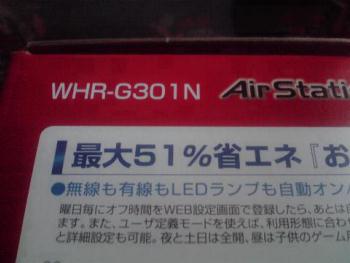 WHR-G301N AirStati
最大51%省エネ『お
●無線も有線もLEDランプも自動オン/
曜日毎にオフ時間をWEB設定画面で登録したら、あとは
ます。また、ユーザ定義モードを使えば、利用形態に合わ
と詳細設定も可能。夜と土日は全開、昼は子供のゲーム